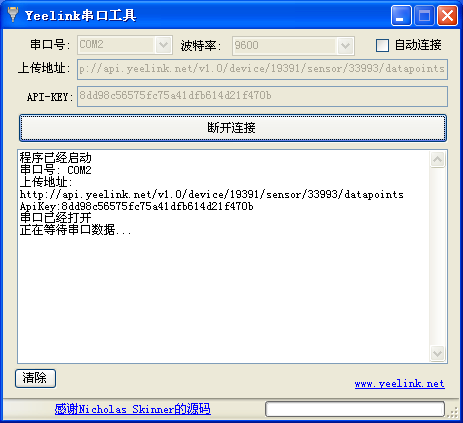 Yeelink串口工具
串口号: COM2 波特率: 9600 自动连接
上传地址: p://api.yeelink.net/v1.0/device/19391/sensor/33993/datapoints
API-KEY: 8dd98c56575fc75a41dfb614d21f470b
断开连接
程序已经启动
串口号: COM2
上传地址:
http://api.yeelink.net/v1.0/device/19391/sensor/33993/datapoints
ApiKey:8dd98c56575fc75a41dfb614d21f470b
串口已经打开
正在等待串口数据...
清除
www.yeelink.net
感谢Nicholas Skinner的源码